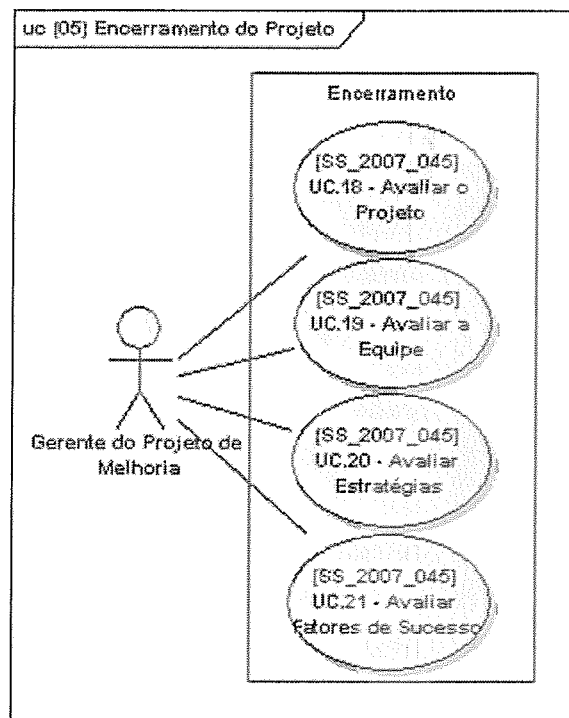 uc [05] Encerramento do Projeto
Encerramento
[SS_2007_045]
UC.18 - Avaliar o
Projeto
[SS_2007_045]
UC.19 - Avaliar a
Equipe
[SS_2007_045]
UC.20 - Avaliar
Estratégias
[SS_2007_045]
UC.21 - Avaliar
Fatores de Sucesso
Gerente do Projeto de
Melhoria